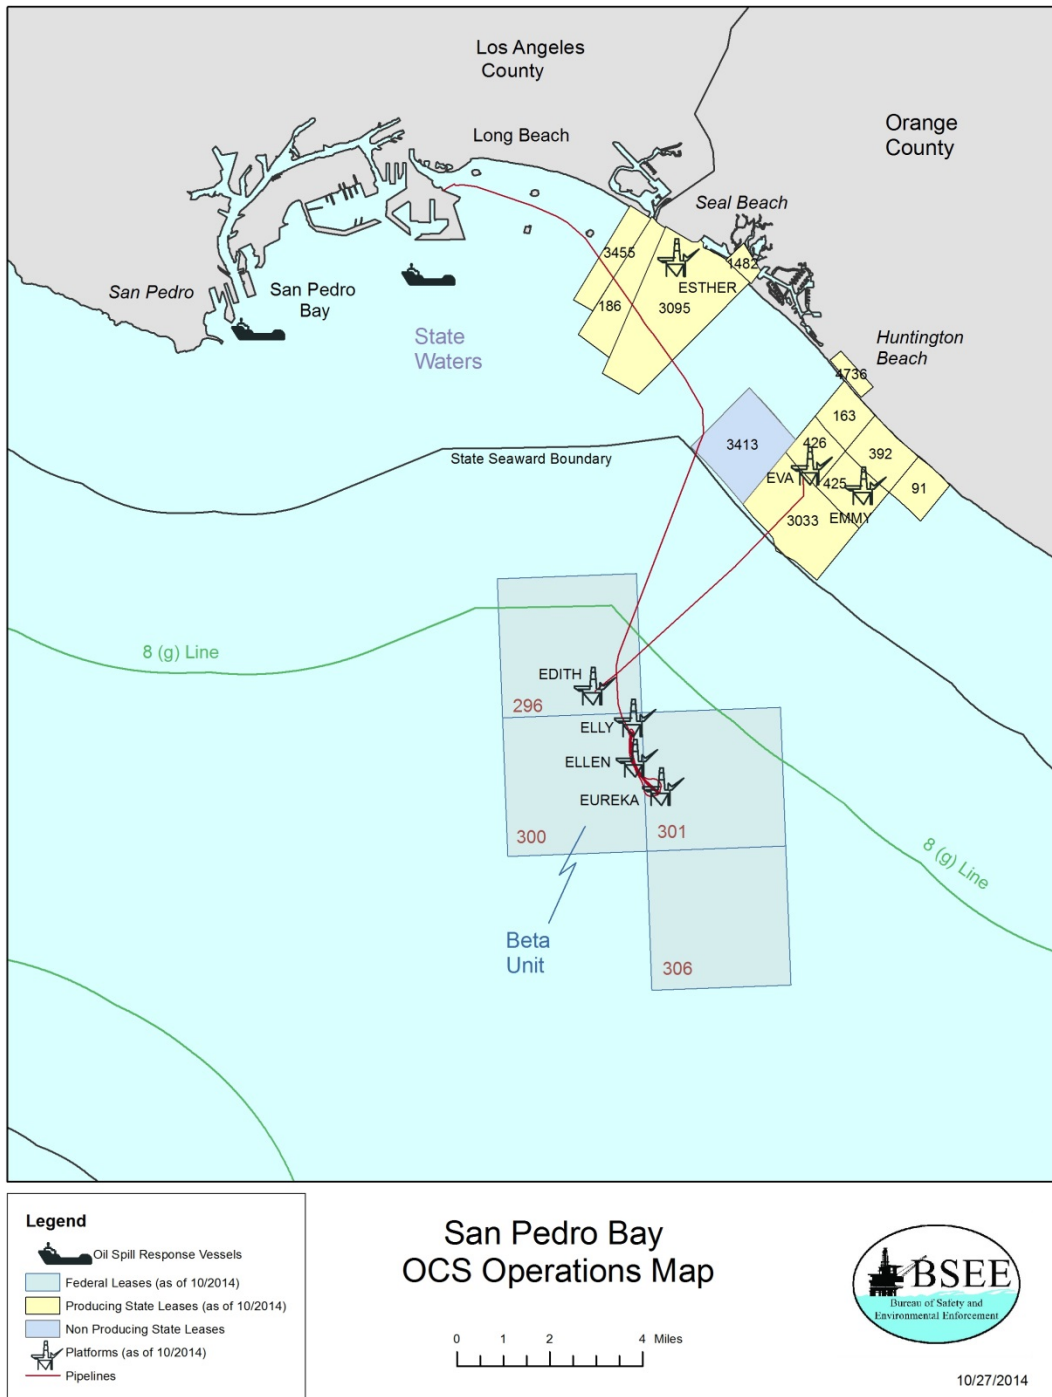 Los Angeles
County
Long Beach
Orange
County
Seal Beach
3455
1482
ESTHER
San Pedro
San Pedro
Bay
186
3095
State
Waters
Huntington
Beach
4736
163
3413
426
392
State Seaward Boundary
EVA
425
91
3033
EMMY
8 (g) Line
EDITH
296
ELLY
ELLEN
EUREKA
300
301
8 (g) Line
Beta
Unit
306
Legend
Oil Spill Response Vessels
Federal Leases (as of 10/2014)
Producing State Leases (as of 10/2014)
Non Producing State Leases
Platforms (as of 10/2014)
Pipelines
San Pedro Bay
OCS Operations Map
0 1 2 4 Miles
BSEE
Bureau of Safety and
Environmental Enforcement
10/27/2014